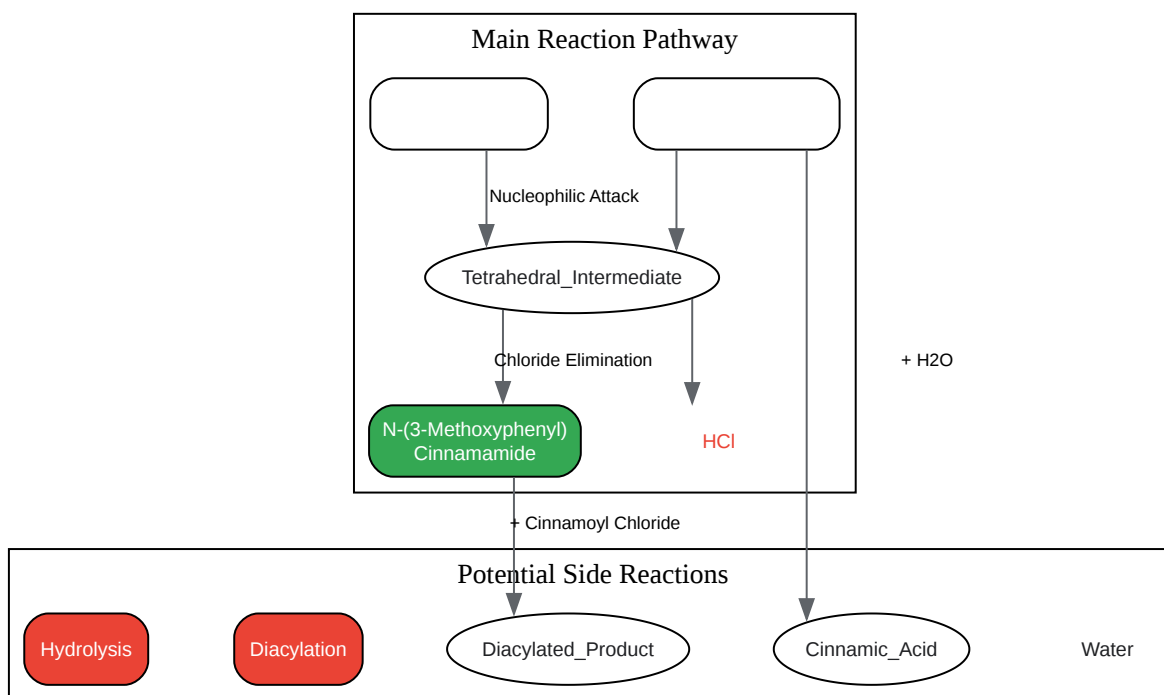 Main Reaction Pathway
Nucleophilic Attack
Tetrahedral_Intermediate
Chloride Elimination
+ H2O
N-(3-Methoxyphenyl)
Cinnamamide
HCl
+ Cinnamoyl Chloride
Potential Side Reactions
Hydrolysis
Diacylation
Diacylated_Product
Cinnamic_Acid
Water